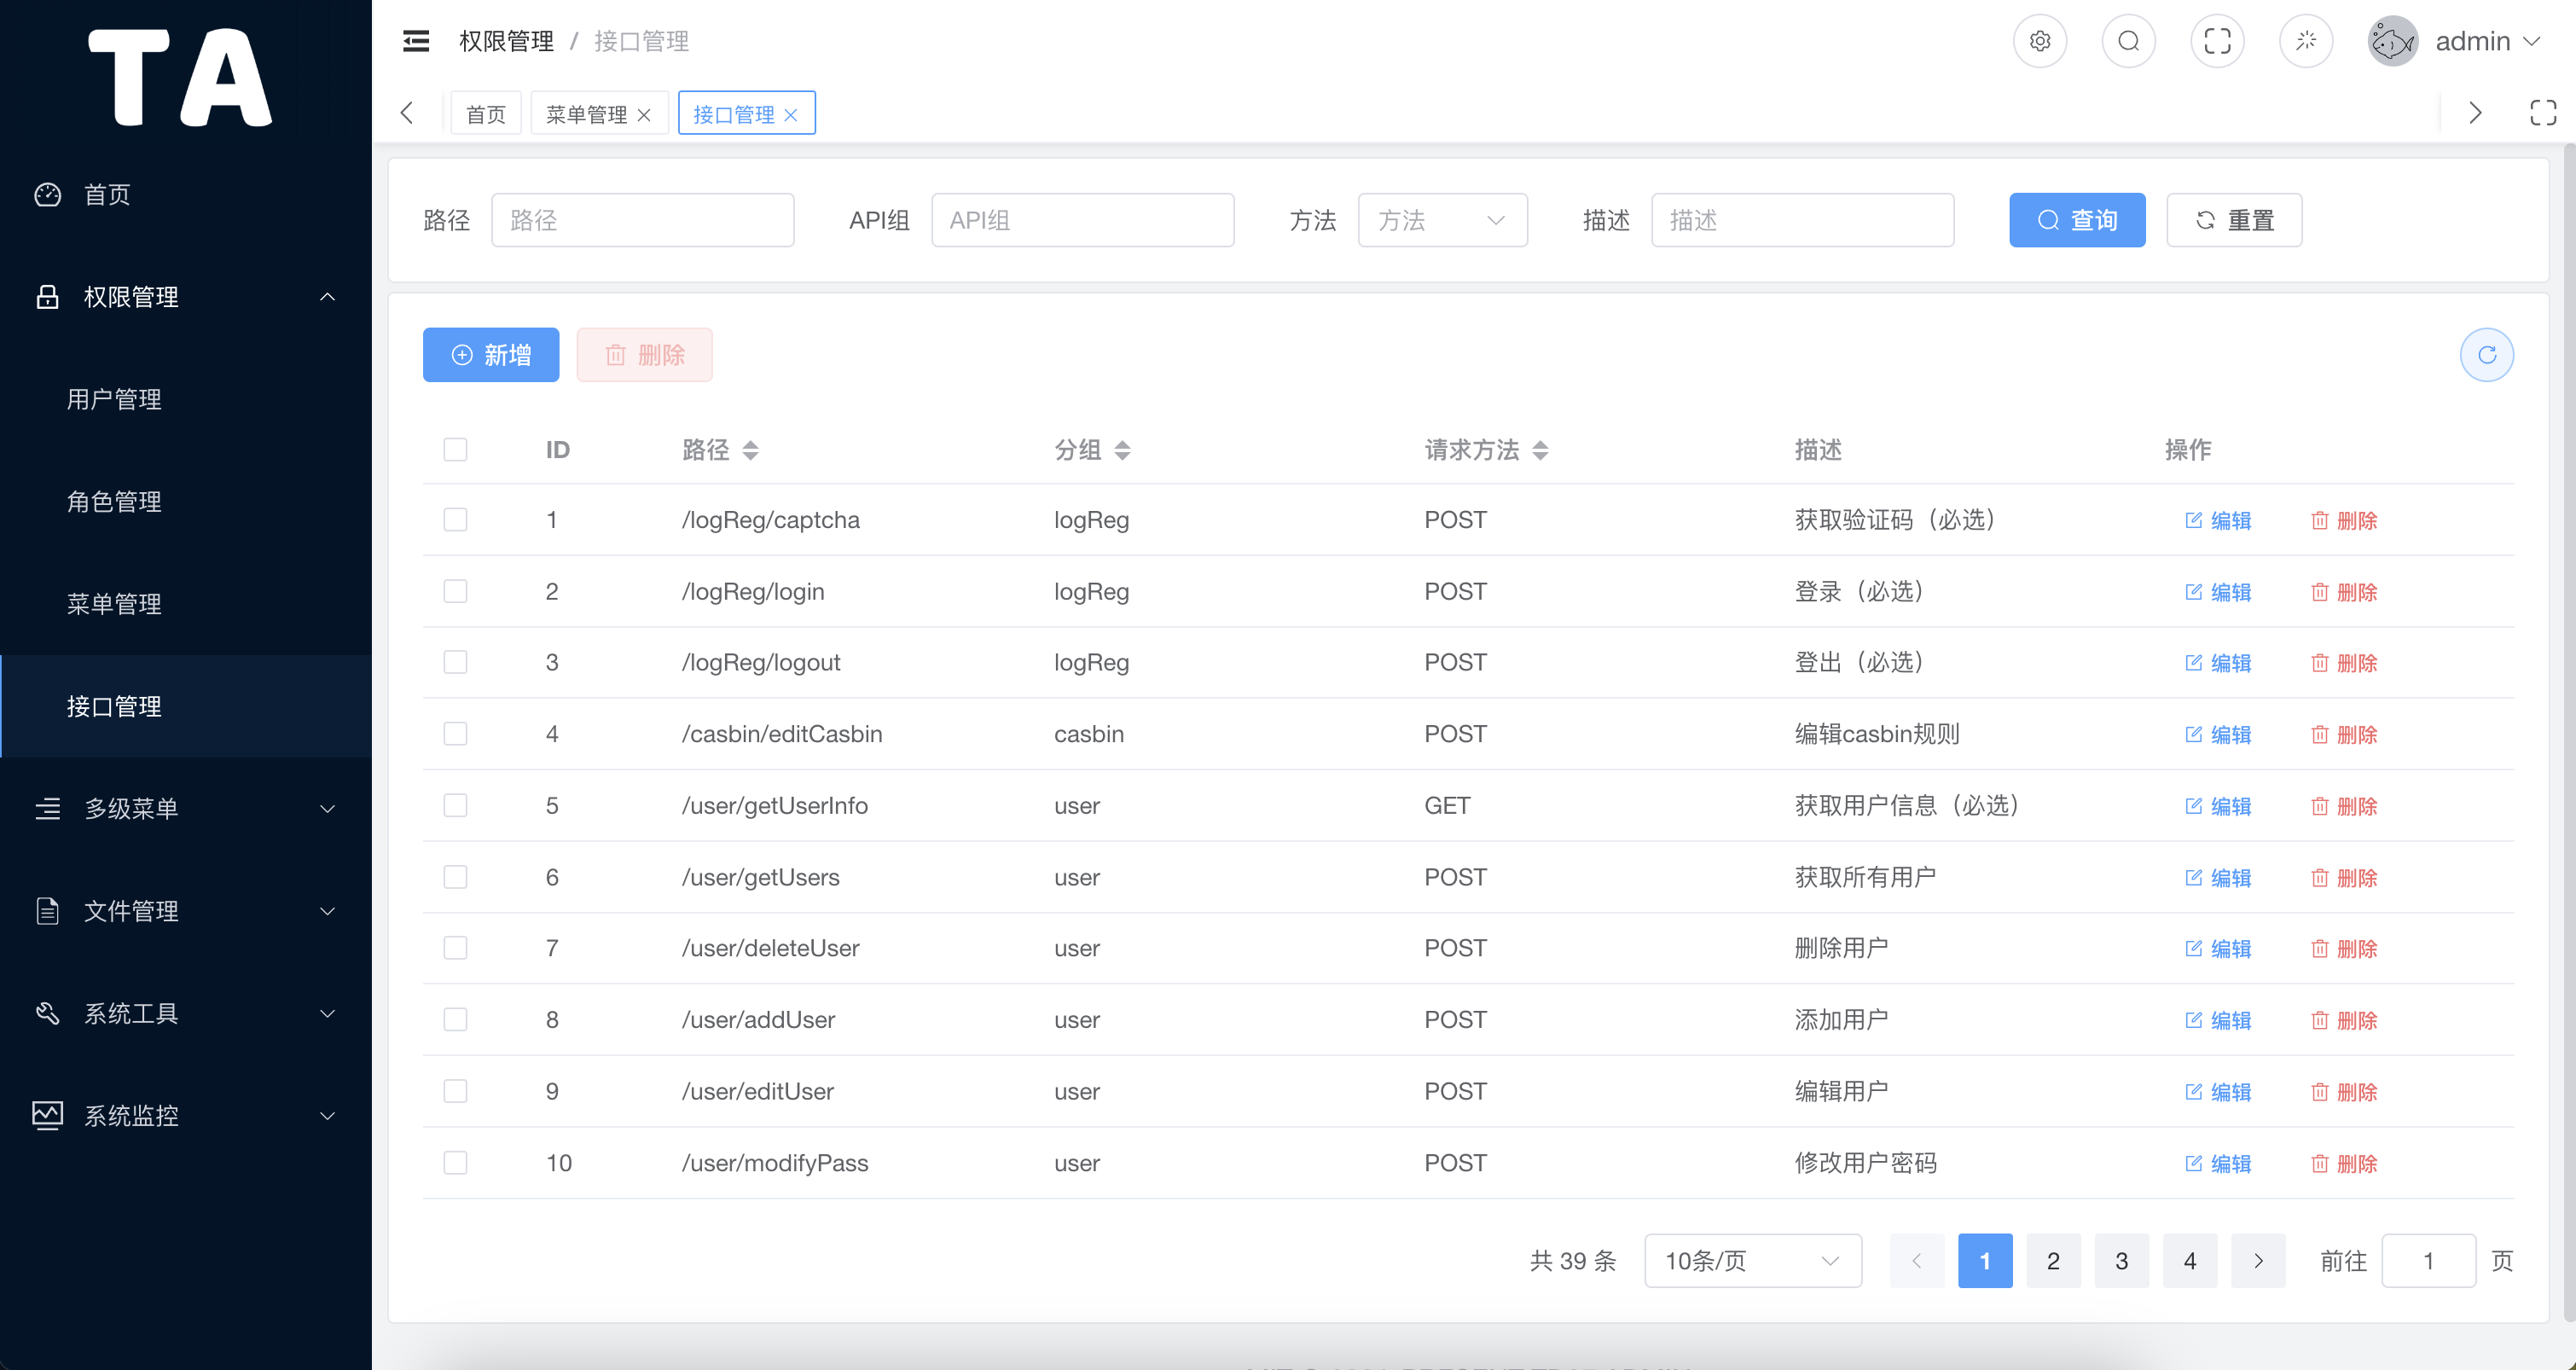 TA
首页
权限管理
用户管理
角色管理
菜单管理
接口管理
多级菜单
文件管理
系统工具
系统监控
权限管理 / 接口管理
admin
首页 菜单管理 接口管理
路径 路径 API组 API组 方法 方法 描述 描述 查询 重置
新增 删除
ID 路径 分组 请求方法 描述 操作
1 /logReg/captcha logReg POST 获取验证码（必选） 编辑 删除
2 /logReg/login logReg POST 登录（必选） 编辑 删除
3 /logReg/logout logReg POST 登出（必选） 编辑 删除
4 /casbin/editCasbin casbin POST 编辑casbin规则 编辑 删除
5 /user/getUserInfo user GET 获取用户信息（必选） 编辑 删除
6 /user/getUsers user POST 获取所有用户 编辑 删除
7 /user/deleteUser user POST 删除用户 编辑 删除
8 /user/addUser user POST 添加用户 编辑 删除
9 /user/editUser user POST 编辑用户 编辑 删除
10 /user/modifyPass user POST 修改用户密码 编辑 删除
共 39 条 10条/页 1 2 3 4 前往 1 页